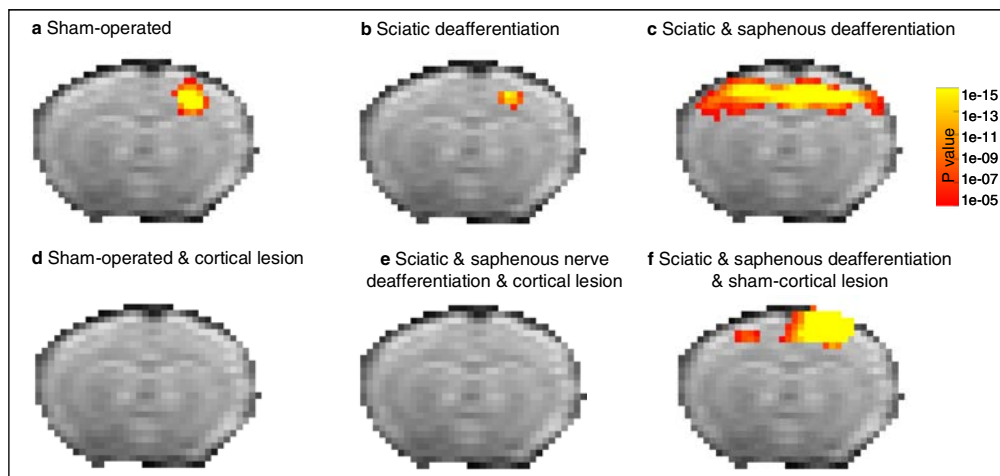 a Sham-operated
b Sciatic deafferentiation
c Sciatic & saphenous deafferentiation
1e-15
1e-13
1e-11
1e-09
1e-07
1e-05
P value
d Sham-operated & cortical lesion
e Sciatic & saphenous nerve
deafferentiation & cortical lesion
f Sciatic & saphenous deafferentiation
& sham-cortical lesion